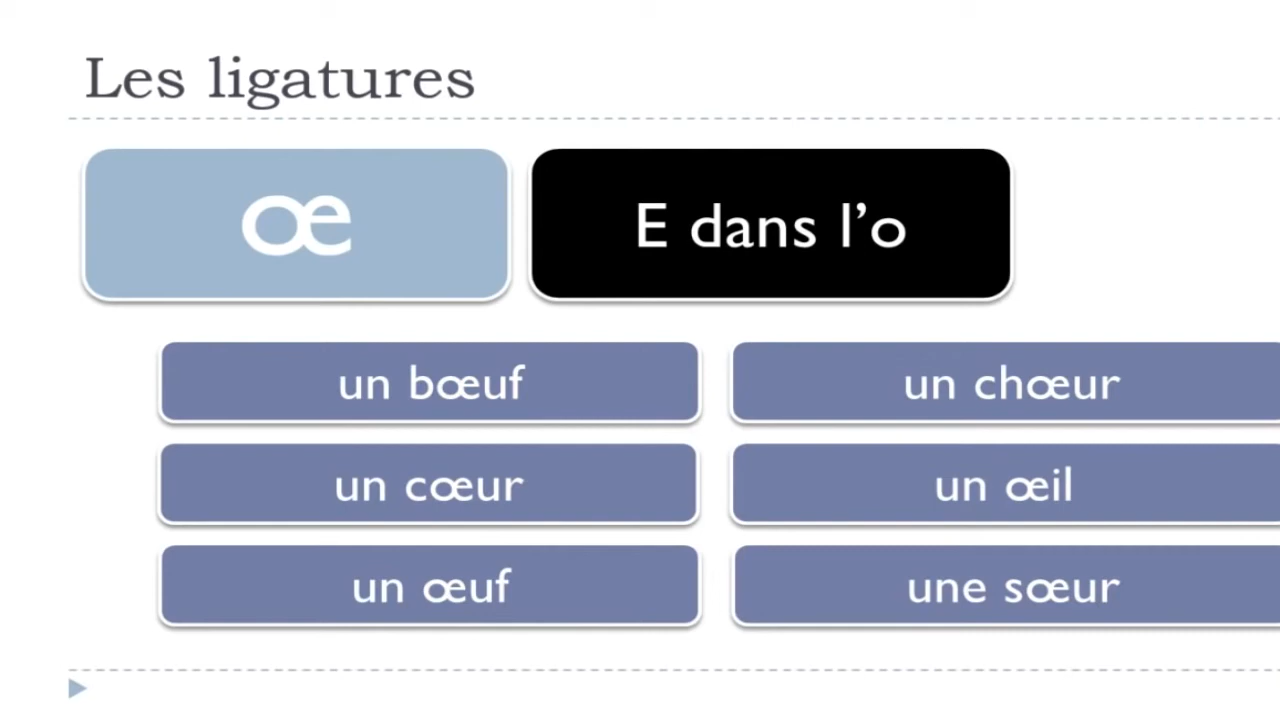 Les ligatures
œ
E dans l’o
un bœuf
un chœur
un cœur
un œil
un œuf
une sœur